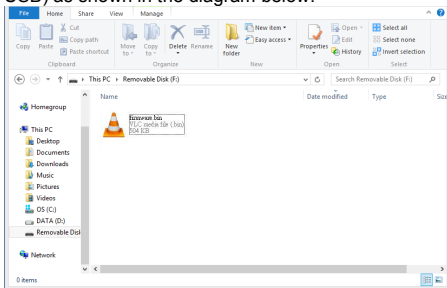 SCD) as shown in the diagram below:
File Home Share View Manage
Cut
Copy path
Paste shortcut
Copy Paste
Clipboard
Move to
Copy to
Delete Rename
Organize
New item
Easy access
New folder
New
Properties
Open
Edit
History
Open
Select all
Select none
Invert selection
Select
This PC Removable Disk (F:)
Search Removable Disk (F:)
Name Date modified Type Size
Homegroup
This PC
Desktop
Documents
Downloads
Music
Pictures
Videos
OS (C:)
DATA (D:)
Removable Disk
Network
firmware.bin
VLC media file (.bin)
504 KB
0 items